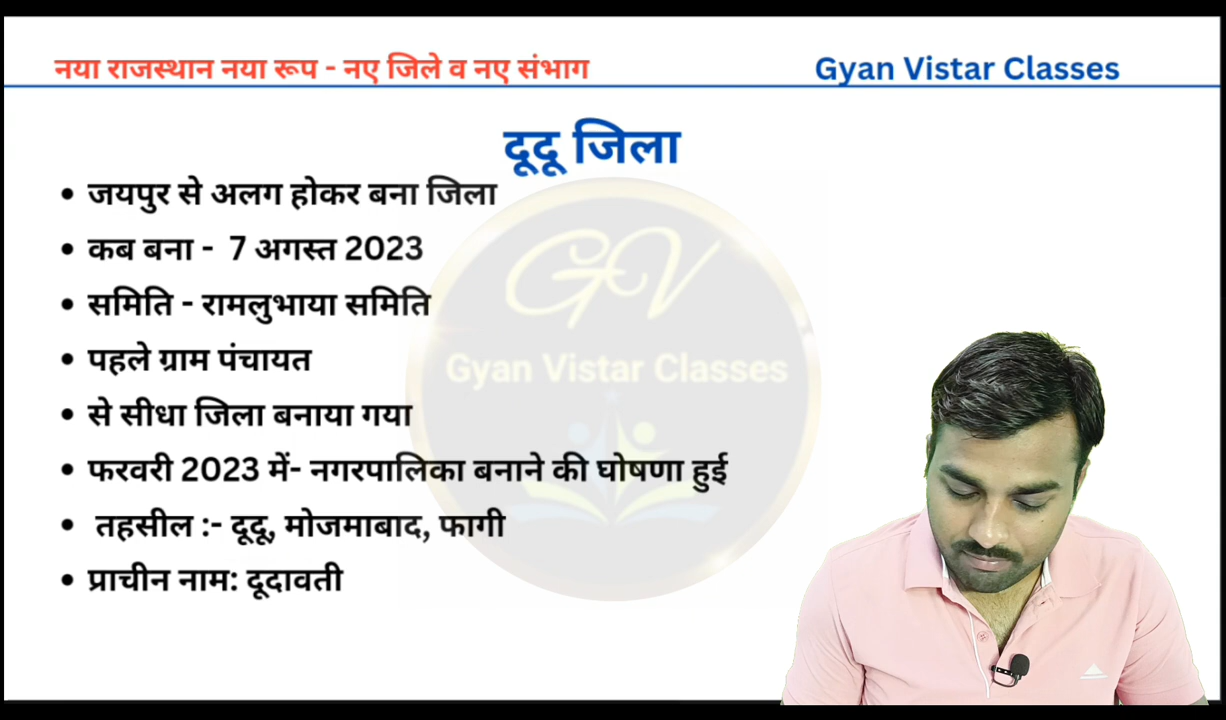 नया राजस्थान नया रूप - नए जिले व नए संभाग
Gyan Vistar Classes
दूदू जिला
• जयपुर से अलग होकर बना जिला
• कब बना - 7 अगस्त 2023
• समिति - रामलुभाया समिति
• पहले ग्राम पंचायत
• से सीधा जिला बनाया गया
• फरवरी 2023 में- नगरपालिका बनाने की घोषणा हुई
• तहसील :- दूदू, मोजमाबाद, फागी
• प्राचीन नाम: दूदावती
GV
Gyan Vistar Classes